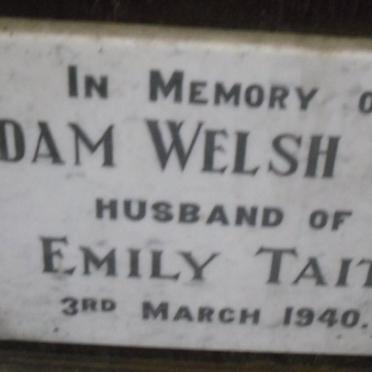 IN MEMORY O
DAM WELSH
HUSBAND OF
EMILY TAIT
3RD MARCH 1940.